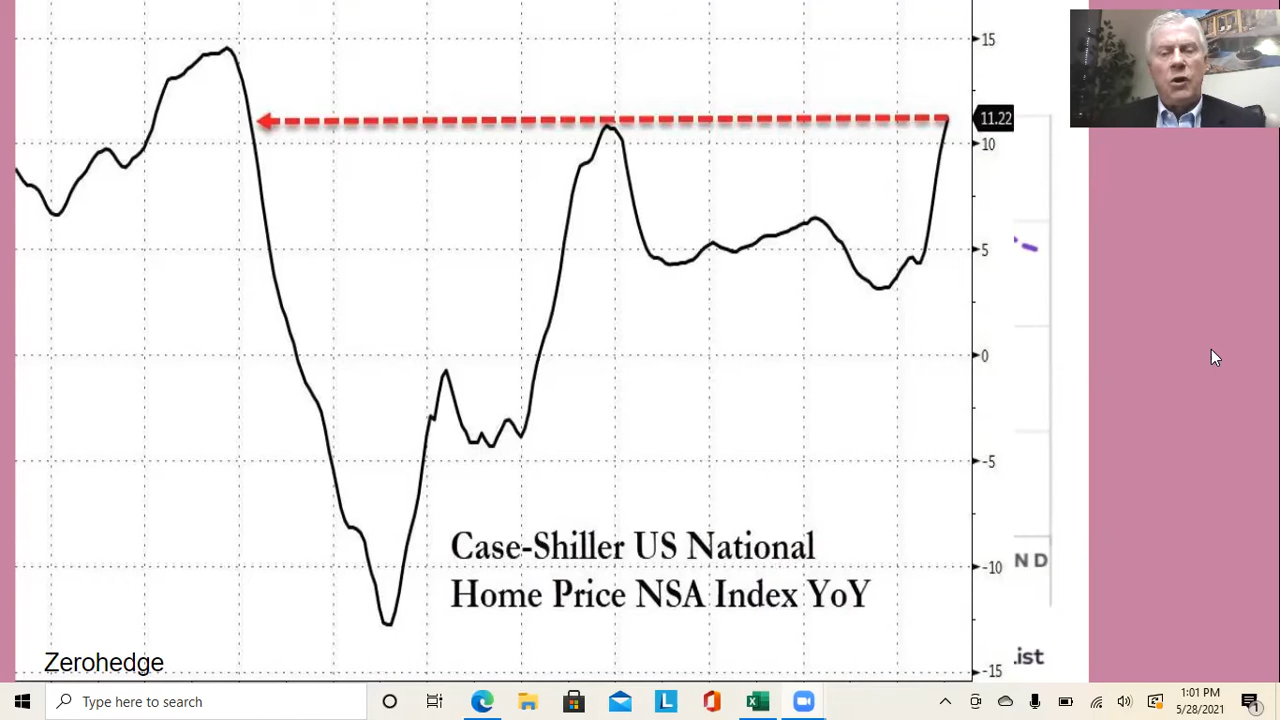 15
11.22
10
5
0
-5
Case-Shiller US National
Home Price NSA Index YoY
-10
N D
Zerohedge
ist
-15
Type here to search
L
1:01 PM
5/28/2021
1